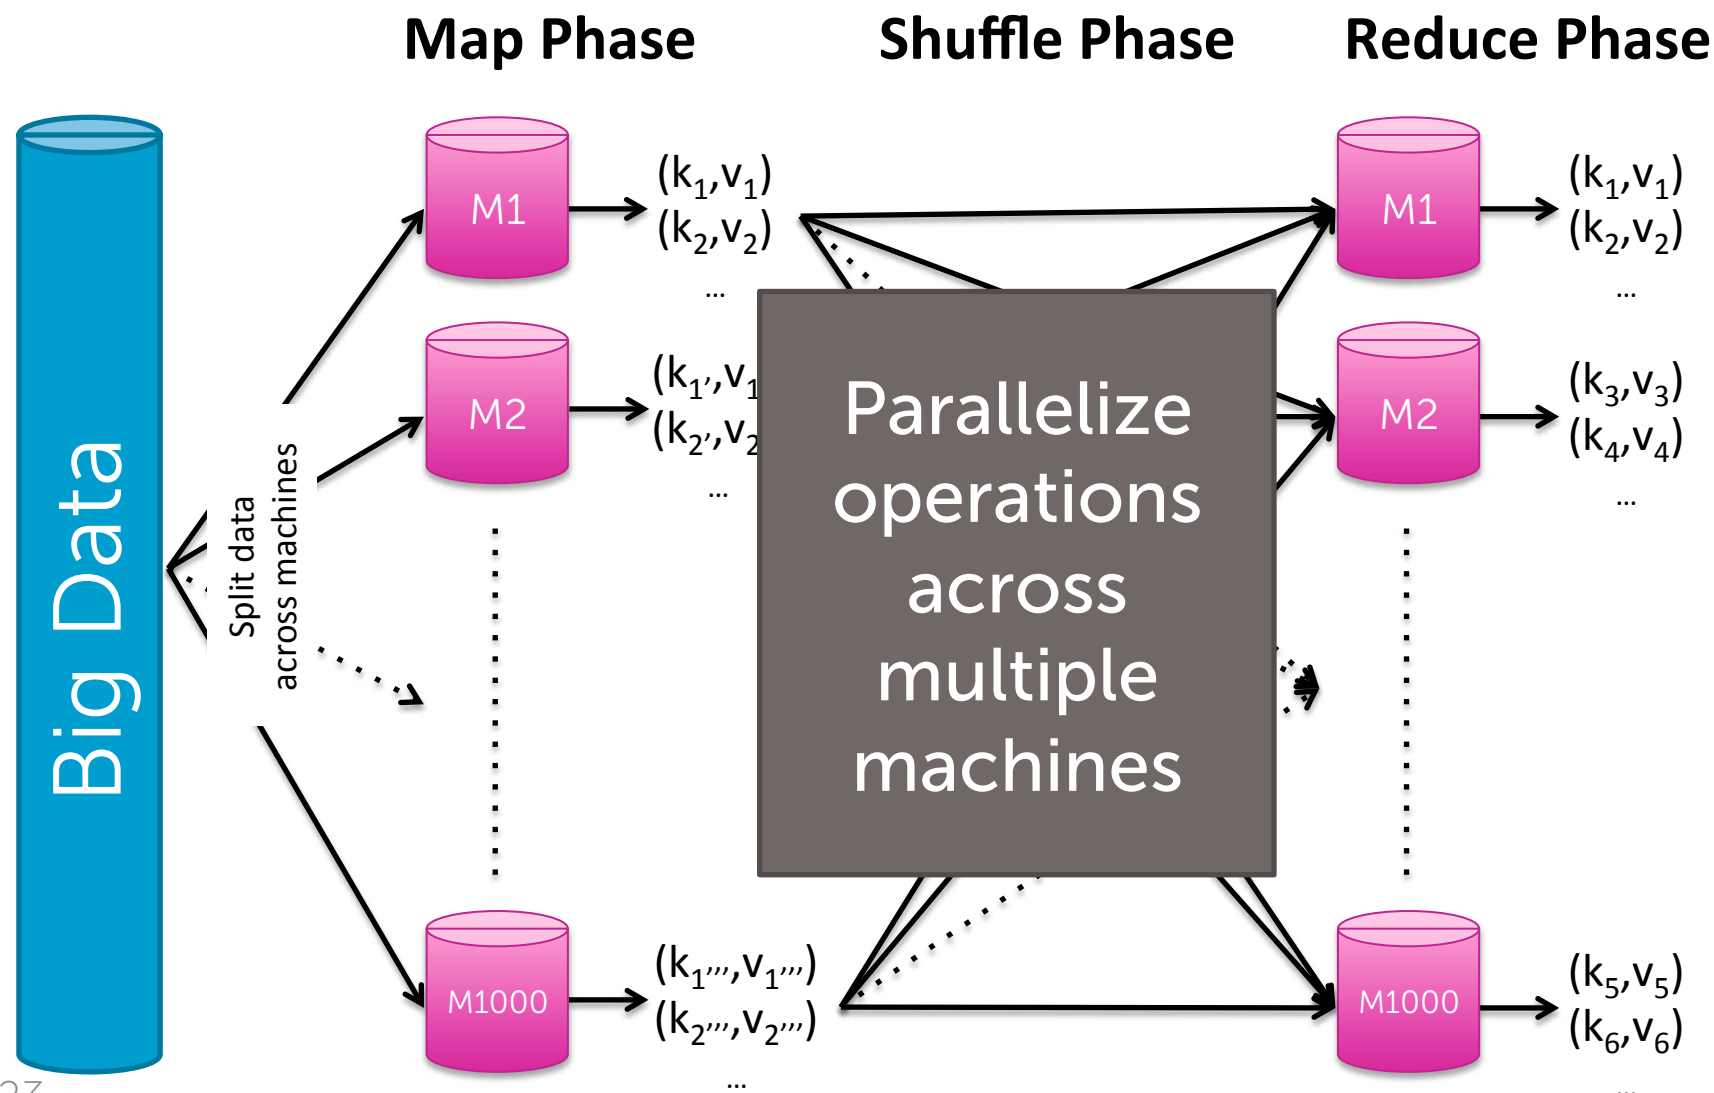 Map Phase
Shuffle Phase
Reduce Phase
Big Data
Split data
across machines
M1
(k1,v1)
(k2,v2)
...
M2
(k1',v1
(k2',v2
...
M1000
(k1''',v1''')
(k2''',v2''')
...
Parallelize
operations
across
multiple
machines
M1
(k1,v1)
(k2,v2)
...
M2
(k3,v3)
(k4,v4)
...
M1000
(k5,v5)
(k6,v6)
...